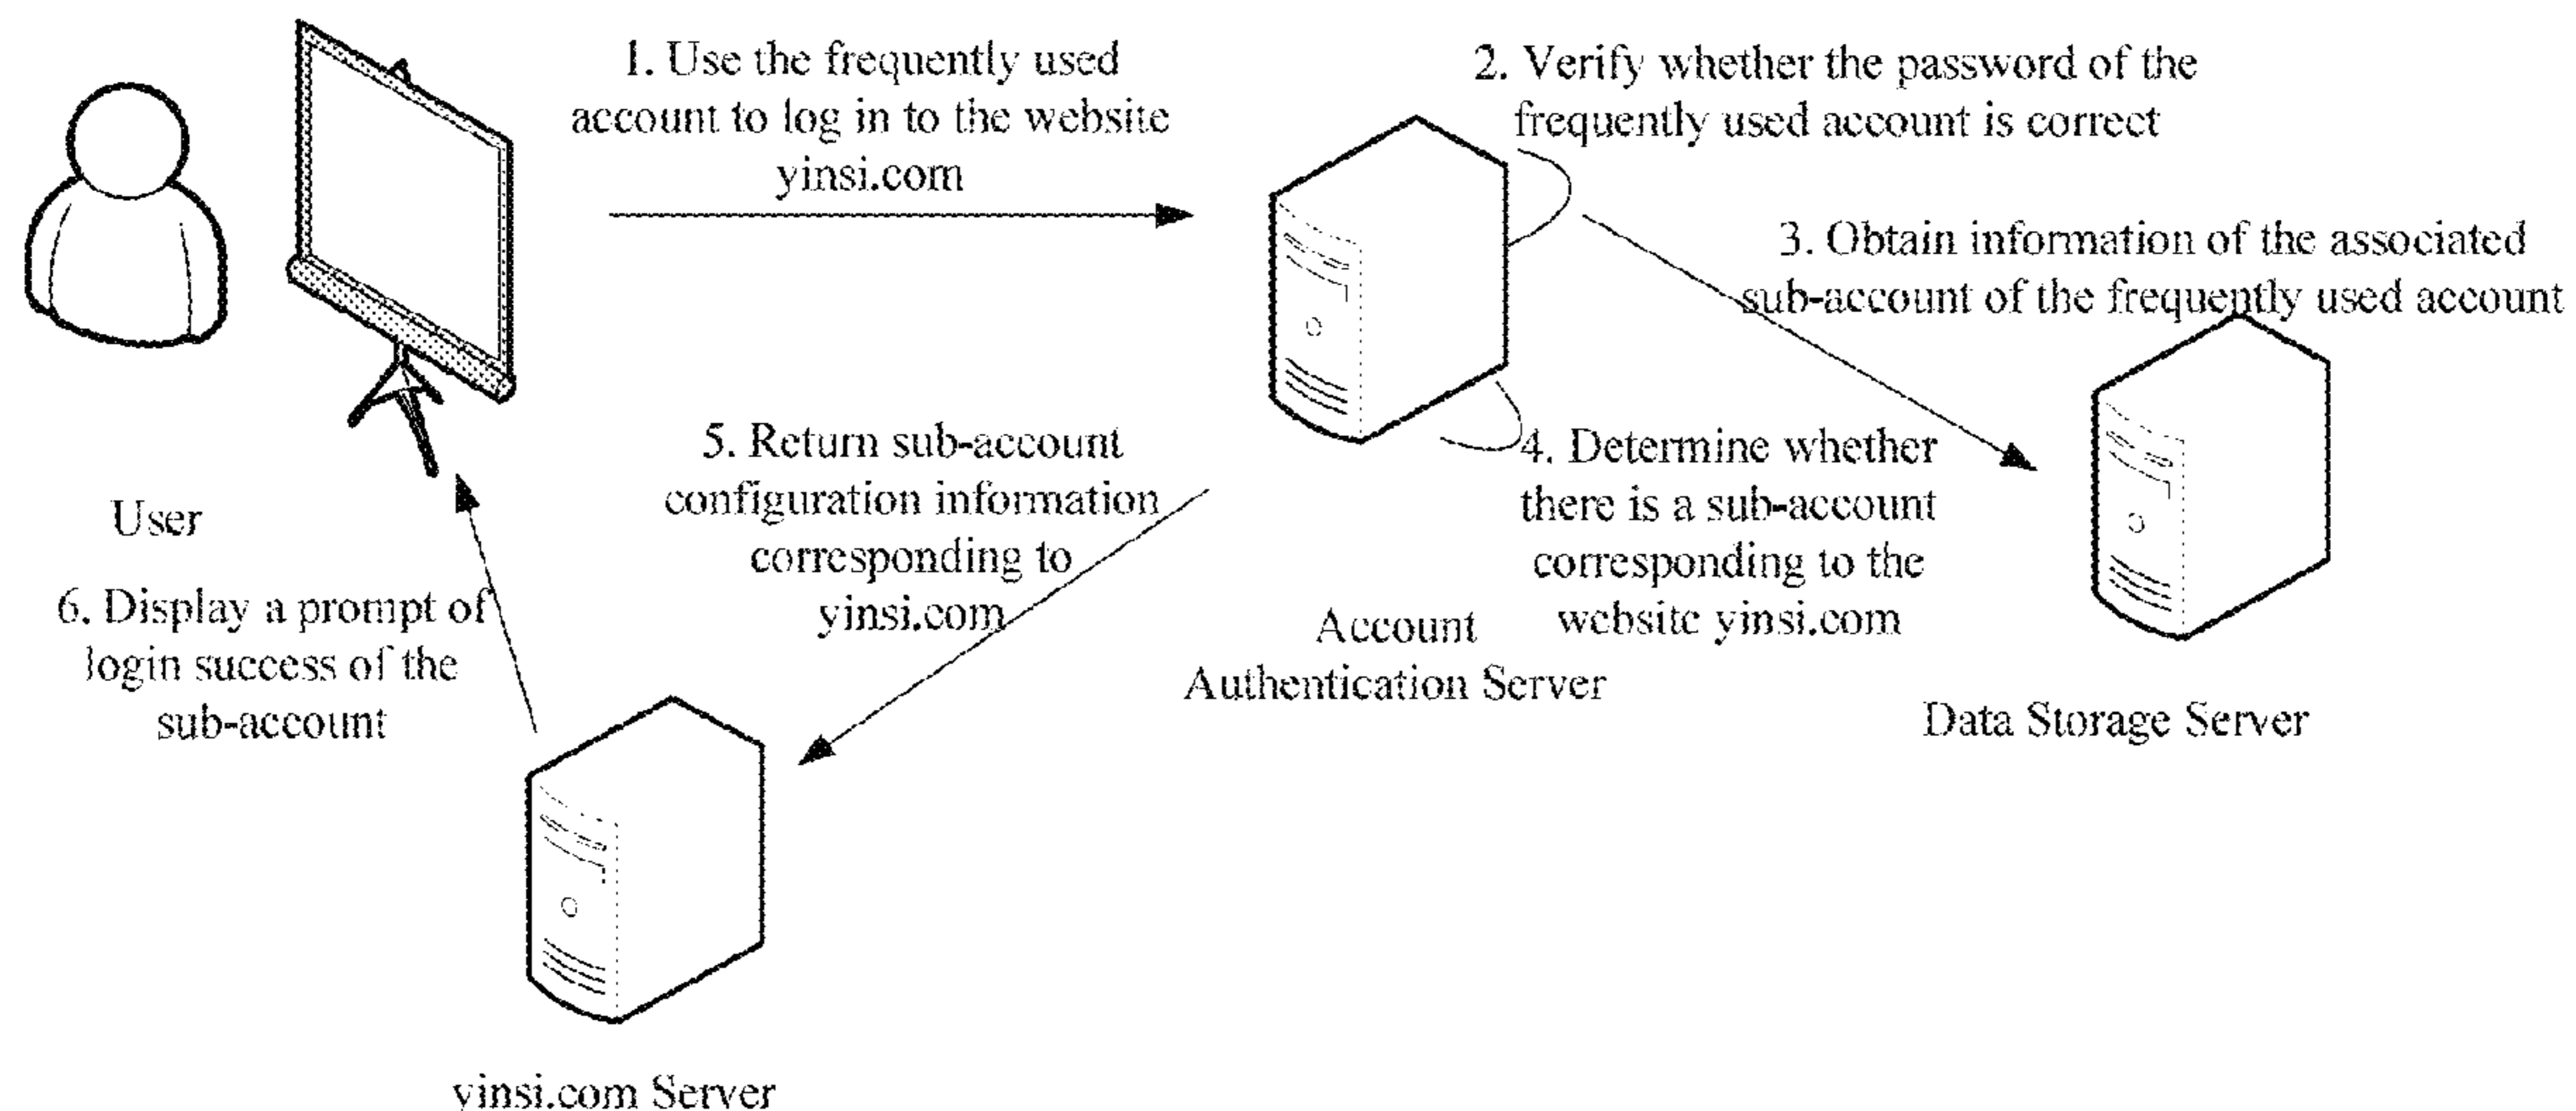 1. Use the frequently used
account to log in to the website
yinsi.com
2. Verify whether the password of the
frequently used account is correct
3. Obtain information of the associated
sub-account of the frequently used account
4. Determine whether
there is a sub-account
corresponding to the
website yinsi.com
5. Return sub-account
configuration information
corresponding to
yinsi.com
User
6. Display a prompt of
login success of the
sub-account
Account
Authentication Server
Data Storage Server
yinsi.com Server